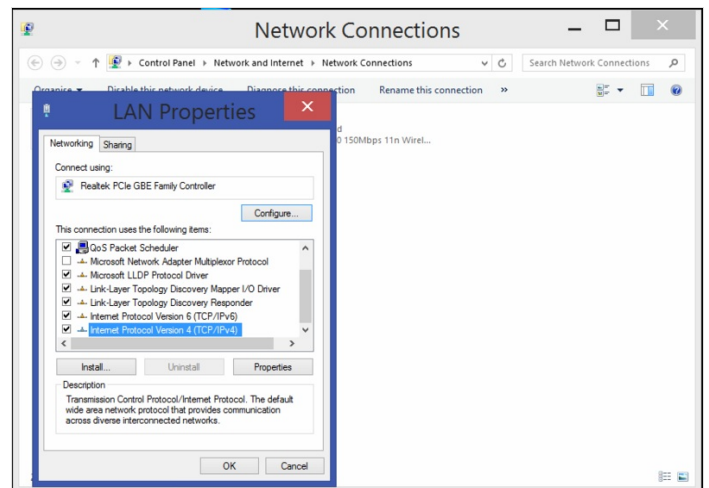 Network Connections
Control Panel Network and Internet Network Connections
Search Network Connections
Organize Disable this network device Diagnose this connection Rename this connection »
LAN Properties
d
0 150Mbps 11n Wirel...
Networking Sharing
Connect using:
Realtek PCIe GBE Family Controller
Configure...
This connection uses the following items:
QoS Packet Scheduler
Microsoft Network Adapter Multiplexor Protocol
Microsoft LLDP Protocol Driver
Link-Layer Topology Discovery Mapper I/O Driver
Link-Layer Topology Discovery Responder
Internet Protocol Version 6 (TCP/IPv6)
Internet Protocol Version 4 (TCP/IPv4)
Install... Uninstall Properties
Description
Transmission Control Protocol/Internet Protocol. The default
wide area network protocol that provides communication
across diverse interconnected networks.
OK Cancel